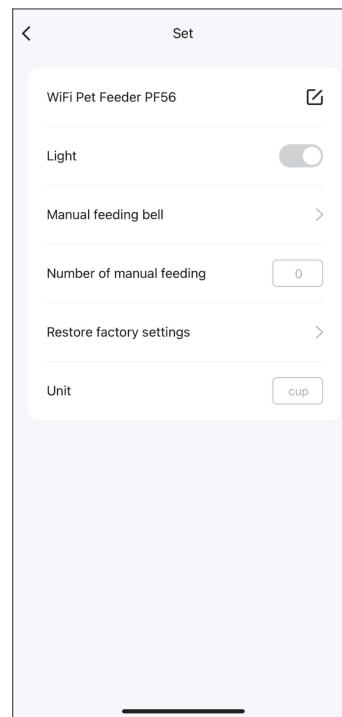 Set
WiFi Pet Feeder PF56
Light
Manual feeding bell
Number of manual feeding 0
Restore factory settings
Unit cup